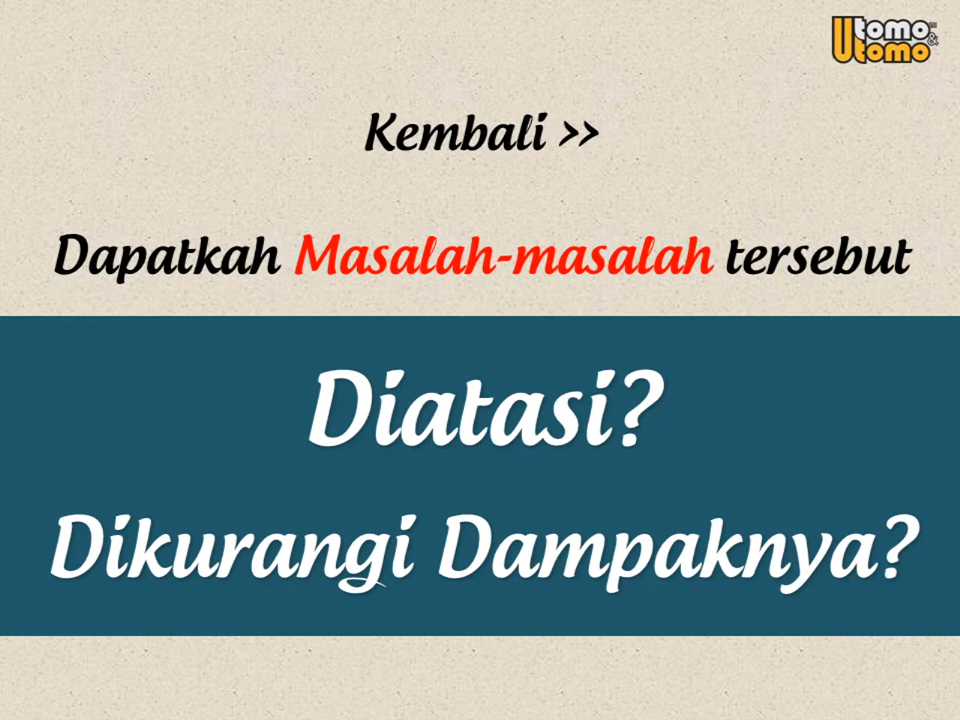 Utomo &
Utomo
Kembali >>
Dapatkah Masalah-masalah tersebut
Diatasi?
Dikurangi Dampaknya?